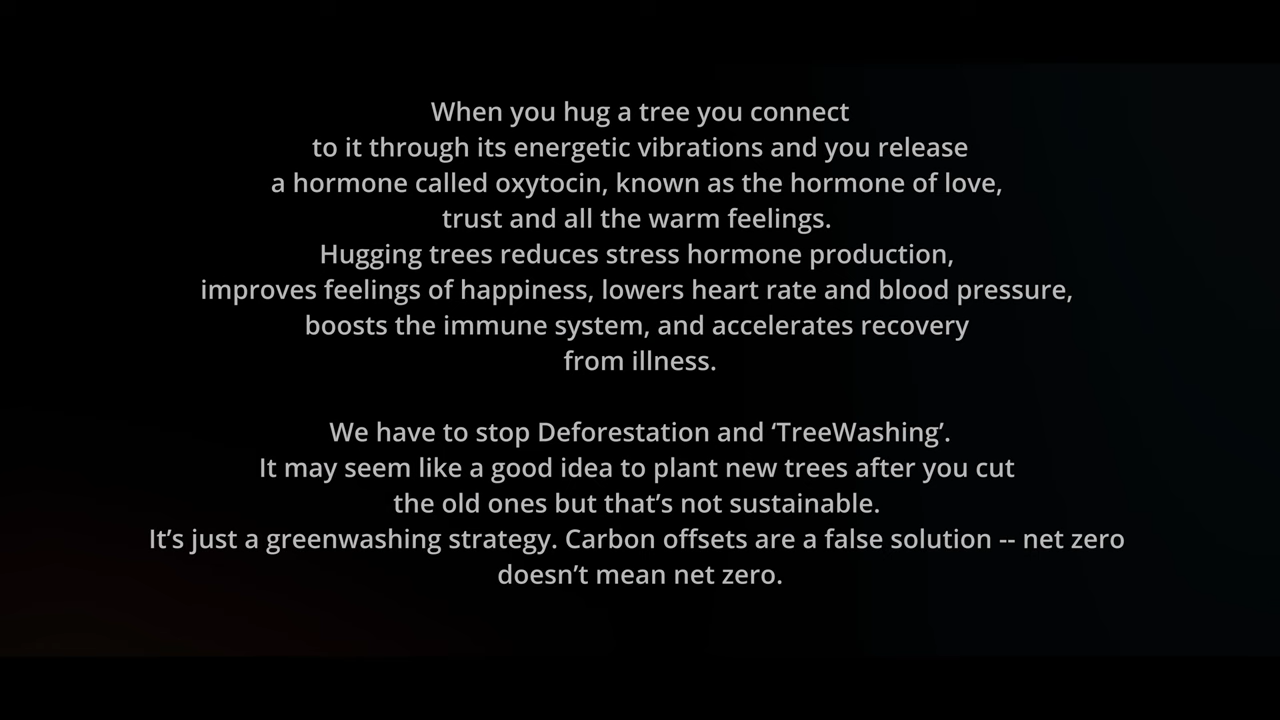 When you hug a tree you connect
to it through its energetic vibrations and you release
a hormone called oxytocin, known as the hormone of love,
trust and all the warm feelings.
Hugging trees reduces stress hormone production,
improves feelings of happiness, lowers heart rate and blood pressure,
boosts the immune system, and accelerates recovery
from illness.
We have to stop Deforestation and ‘TreeWashing’.
It may seem like a good idea to plant new trees after you cut
the old ones but that’s not sustainable.
It’s just a greenwashing strategy. Carbon offsets are a false solution -- net zero
doesn’t mean net zero.